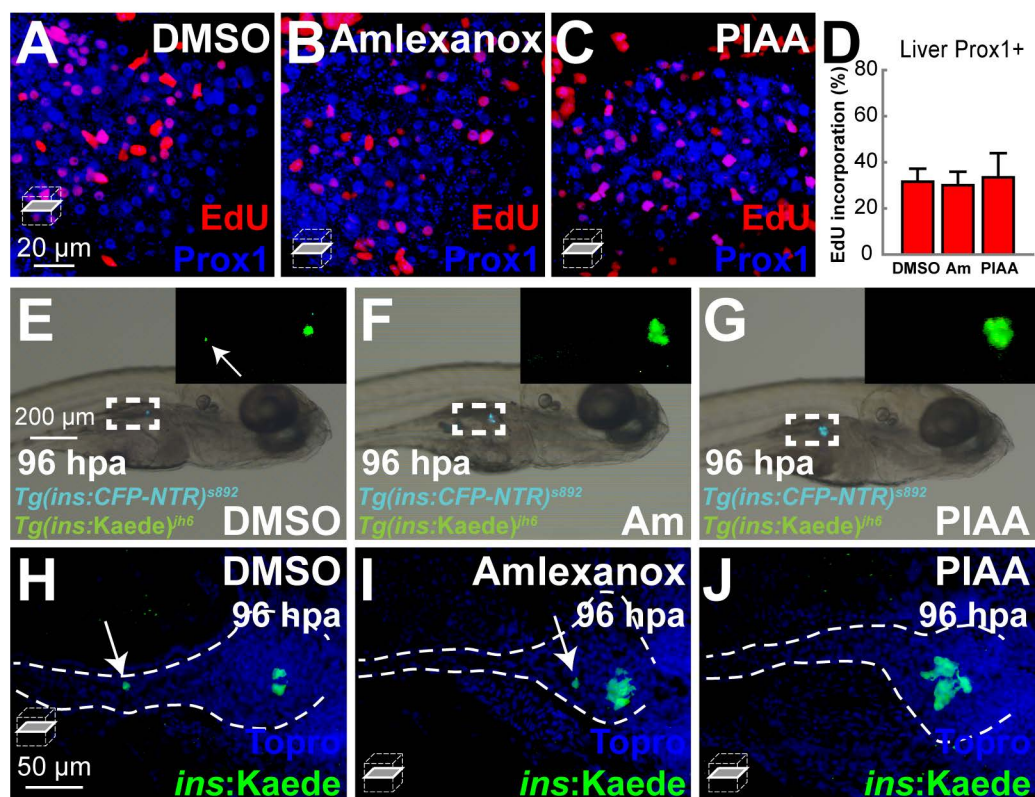 A
DMSO
EdU
Prox1
20 µm
B
Amlexanox
EdU
Prox1
C
PIAA
EdU
Prox1
D
Liver Prox1+
EdU incorporation (%)
80
60
40
20
0
DMSO Am PIAA
E
200 µm
96 hpa
Tg(ins:CFP-NTR)s892
Tg(ins:Kaede)jh6
DMSO
F
96 hpa
Tg(ins:CFP-NTR)s892
Tg(ins:Kaede)jh6
Am
G
96 hpa
Tg(ins:CFP-NTR)s892
Tg(ins:Kaede)jh6
PIAA
H
DMSO
96 hpa
Topro
ins:Kaede
50 µm
I
Amlexanox
96 hpa
Topro
ins:Kaede
J
PIAA
96 hpa
Topro
ins:Kaede